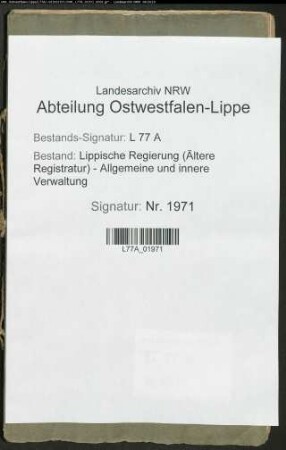 Landesarchiv NRW
Abteilung Ostwestfalen-Lippe
Bestands-Signatur: L 77 A
Bestand: Lippische Regierung (Ältere
Registratur) - Allgemeine und innere
Verwaltung
Signatur: Nr. 1971
L77A_01971